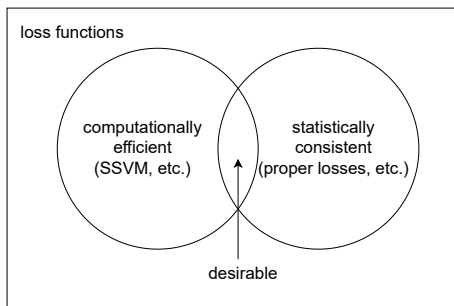 loss functions
computationally
efficient
(SSVM, etc.)
statistically
consistent
(proper losses, etc.)
desirable